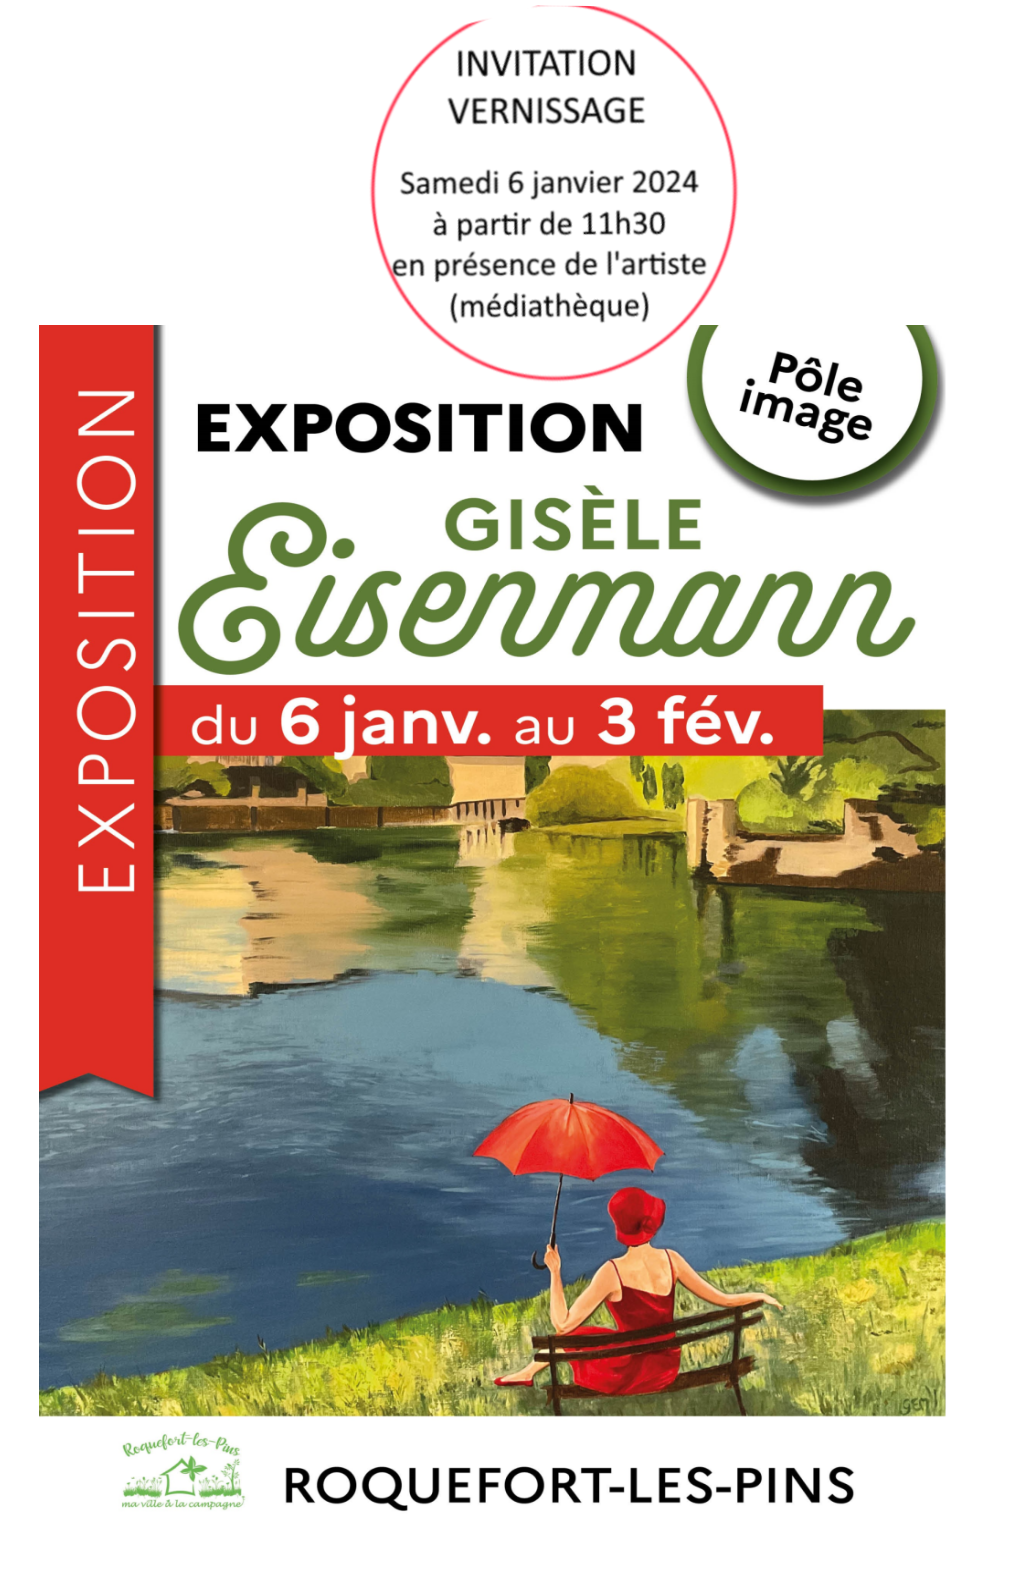 INVITATION
VERNISSAGE
Samedi 6 janvier 2024
à partir de 11h30
en présence de l'artiste
(médiathèque)
EXPOSITION
Pôle
image
EXPOSITION
GISÈLE
Eisenmann
du 6 janv. au 3 fév.
GEM
Roquefort-les-Pins
ma ville à la campagne
ROQUEFORT-LES-PINS